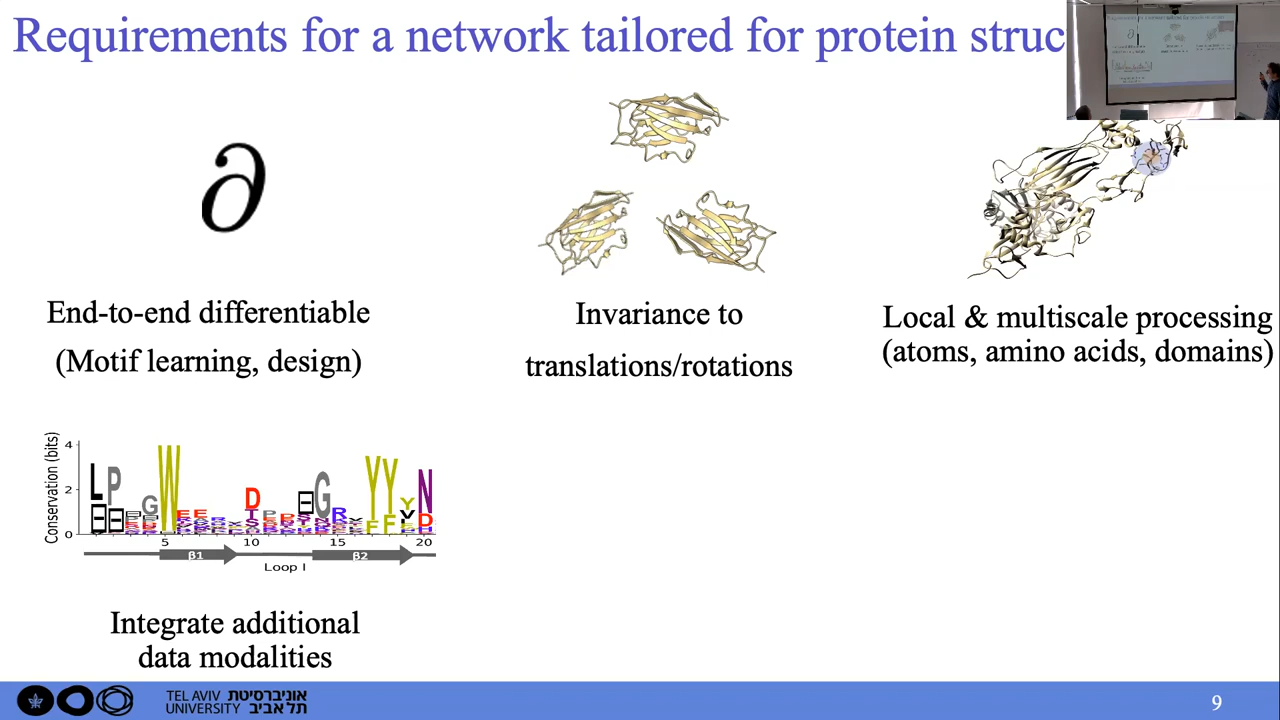 Requirements for a network tailored for protein struc
∂
End-to-end differentiable
(Motif learning, design)
Invariance to
translations/rotations
Local & multiscale processing
(atoms, amino acids, domains)
Conservation (bits)
4
2
0
5
10
15
20
β1
β2
Loop I
Integrate additional
data modalities
TEL AVIV אוניברסיטת
UNIVERSITY תל אביב
9